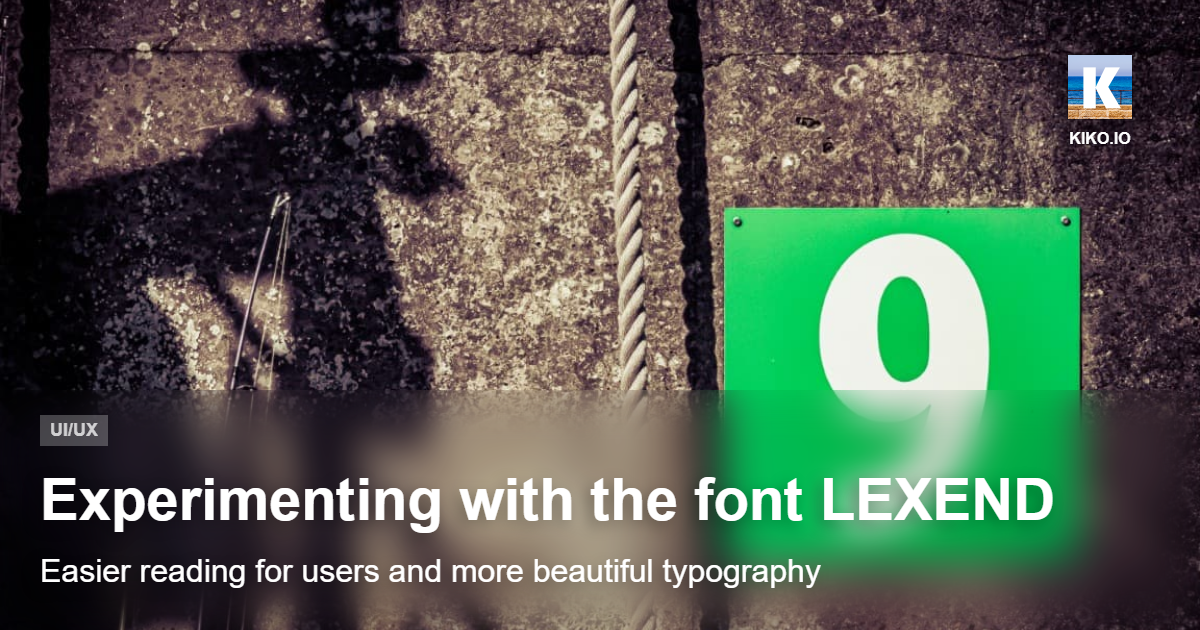 K
KIKO.IO
9
UI/UX
Experimenting with the font LEXEND
Easier reading for users and more beautiful typography